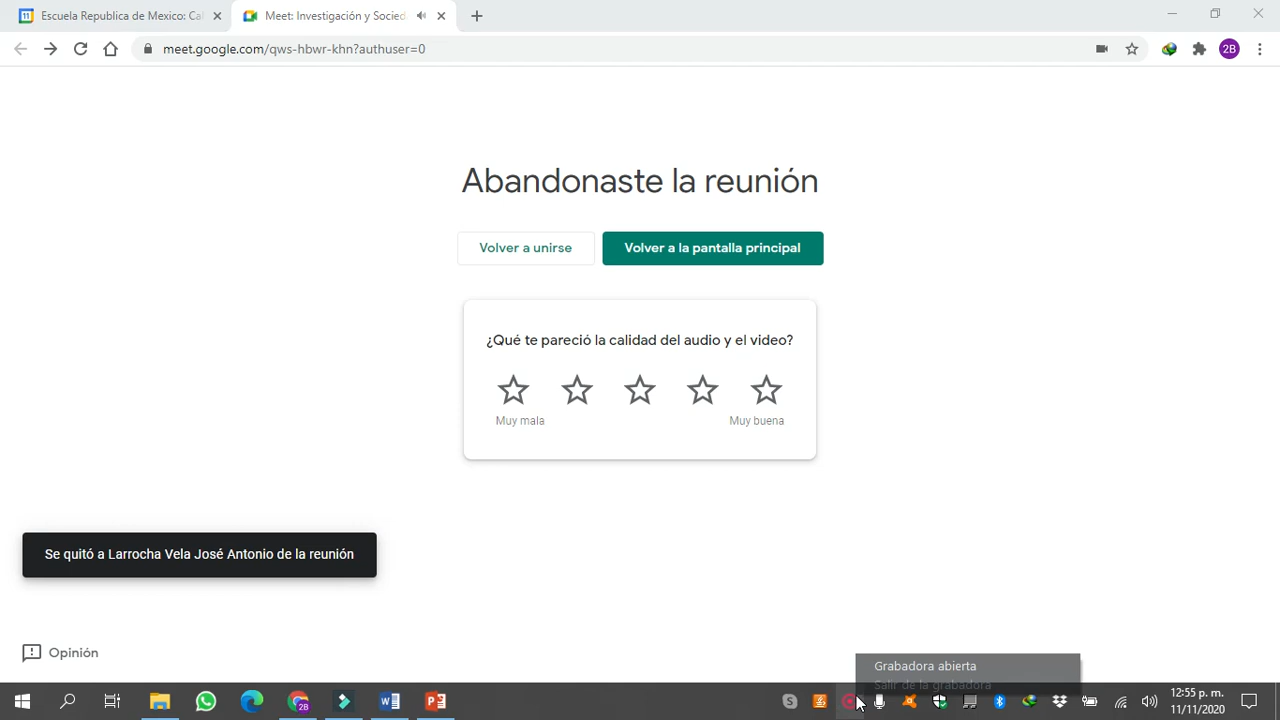 Escuela Republica de Mexico: Cal
Meet: Investigación y Socied
meet.google.com/qws-hbwr-khn?authuser=0
2B
Abandonaste la reunión
Volver a unirse
Volver a la pantalla principal
¿Qué te pareció la calidad del audio y el video?
Muy mala
Muy buena
Se quitó a Larrocha Vela José Antonio de la reunión
Opinión
Grabadora abierta
Salir de la grabadora
12:55 p. m.
11/11/2020